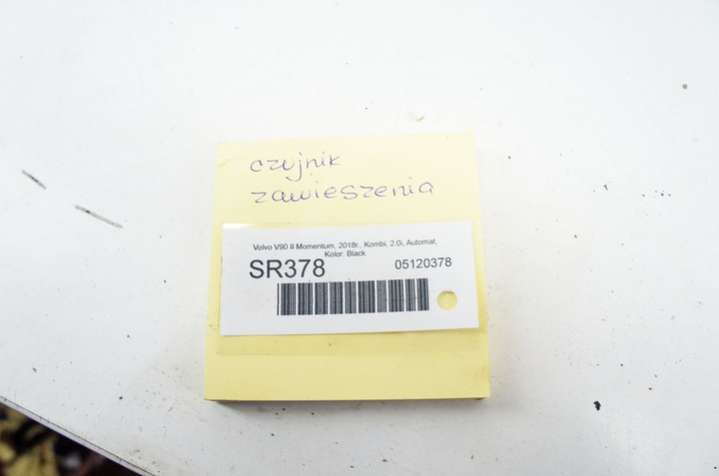 czujnik
zawieszenia
Volvo V90 II Momentum, 2018r., Kombi, 2.0i, Automat,
Kolor: Black
SR378 05120378